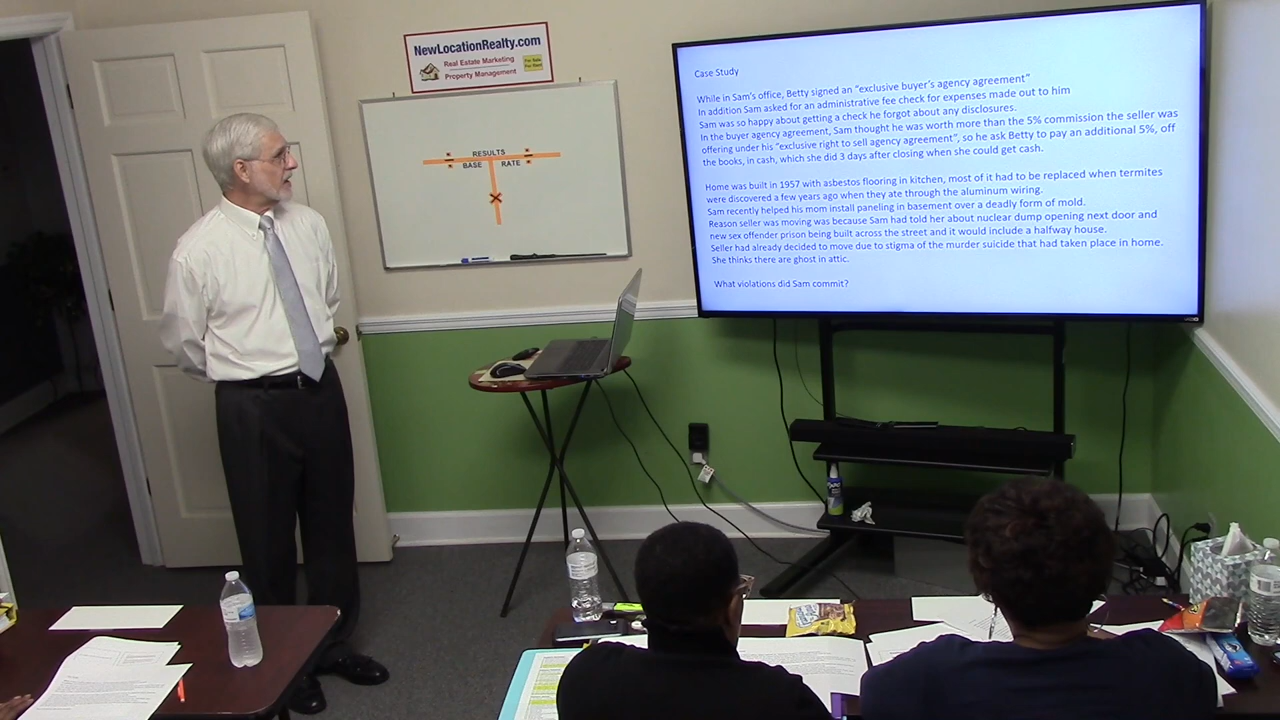 NewLocationRealty.com
Real Estate Marketing
Property Management
For Sale
For Rent
RESULTS
BASE RATE
Case Study
While in Sam's office, Betty signed an "exclusive buyer's agency agreement"
In addition Sam asked for an administrative fee check for expenses made out to him
Sam was so happy about getting a check he forgot about any disclosures.
In the buyer agency agreement, Sam thought he was worth more than the 5% commission the seller was
offering under his "exclusive right to sell agency agreement", so he ask Betty to pay an additional 5%, off
the books, in cash, which she did 3 days after closing when she could get cash.
Home was built in 1957 with asbestos flooring in kitchen, most of it had to be replaced when termites
were discovered a few years ago when they ate through the aluminum wiring.
Sam recently helped his mom install paneling in basement over a deadly form of mold.
Reason seller was moving was because Sam had told her about nuclear dump opening next door and
new sex offender prison being built across the street and it would include a halfway house.
Seller had already decided to move due to stigma of the murder suicide that had taken place in home.
She thinks there are ghost in attic.
What violations did Sam commit?